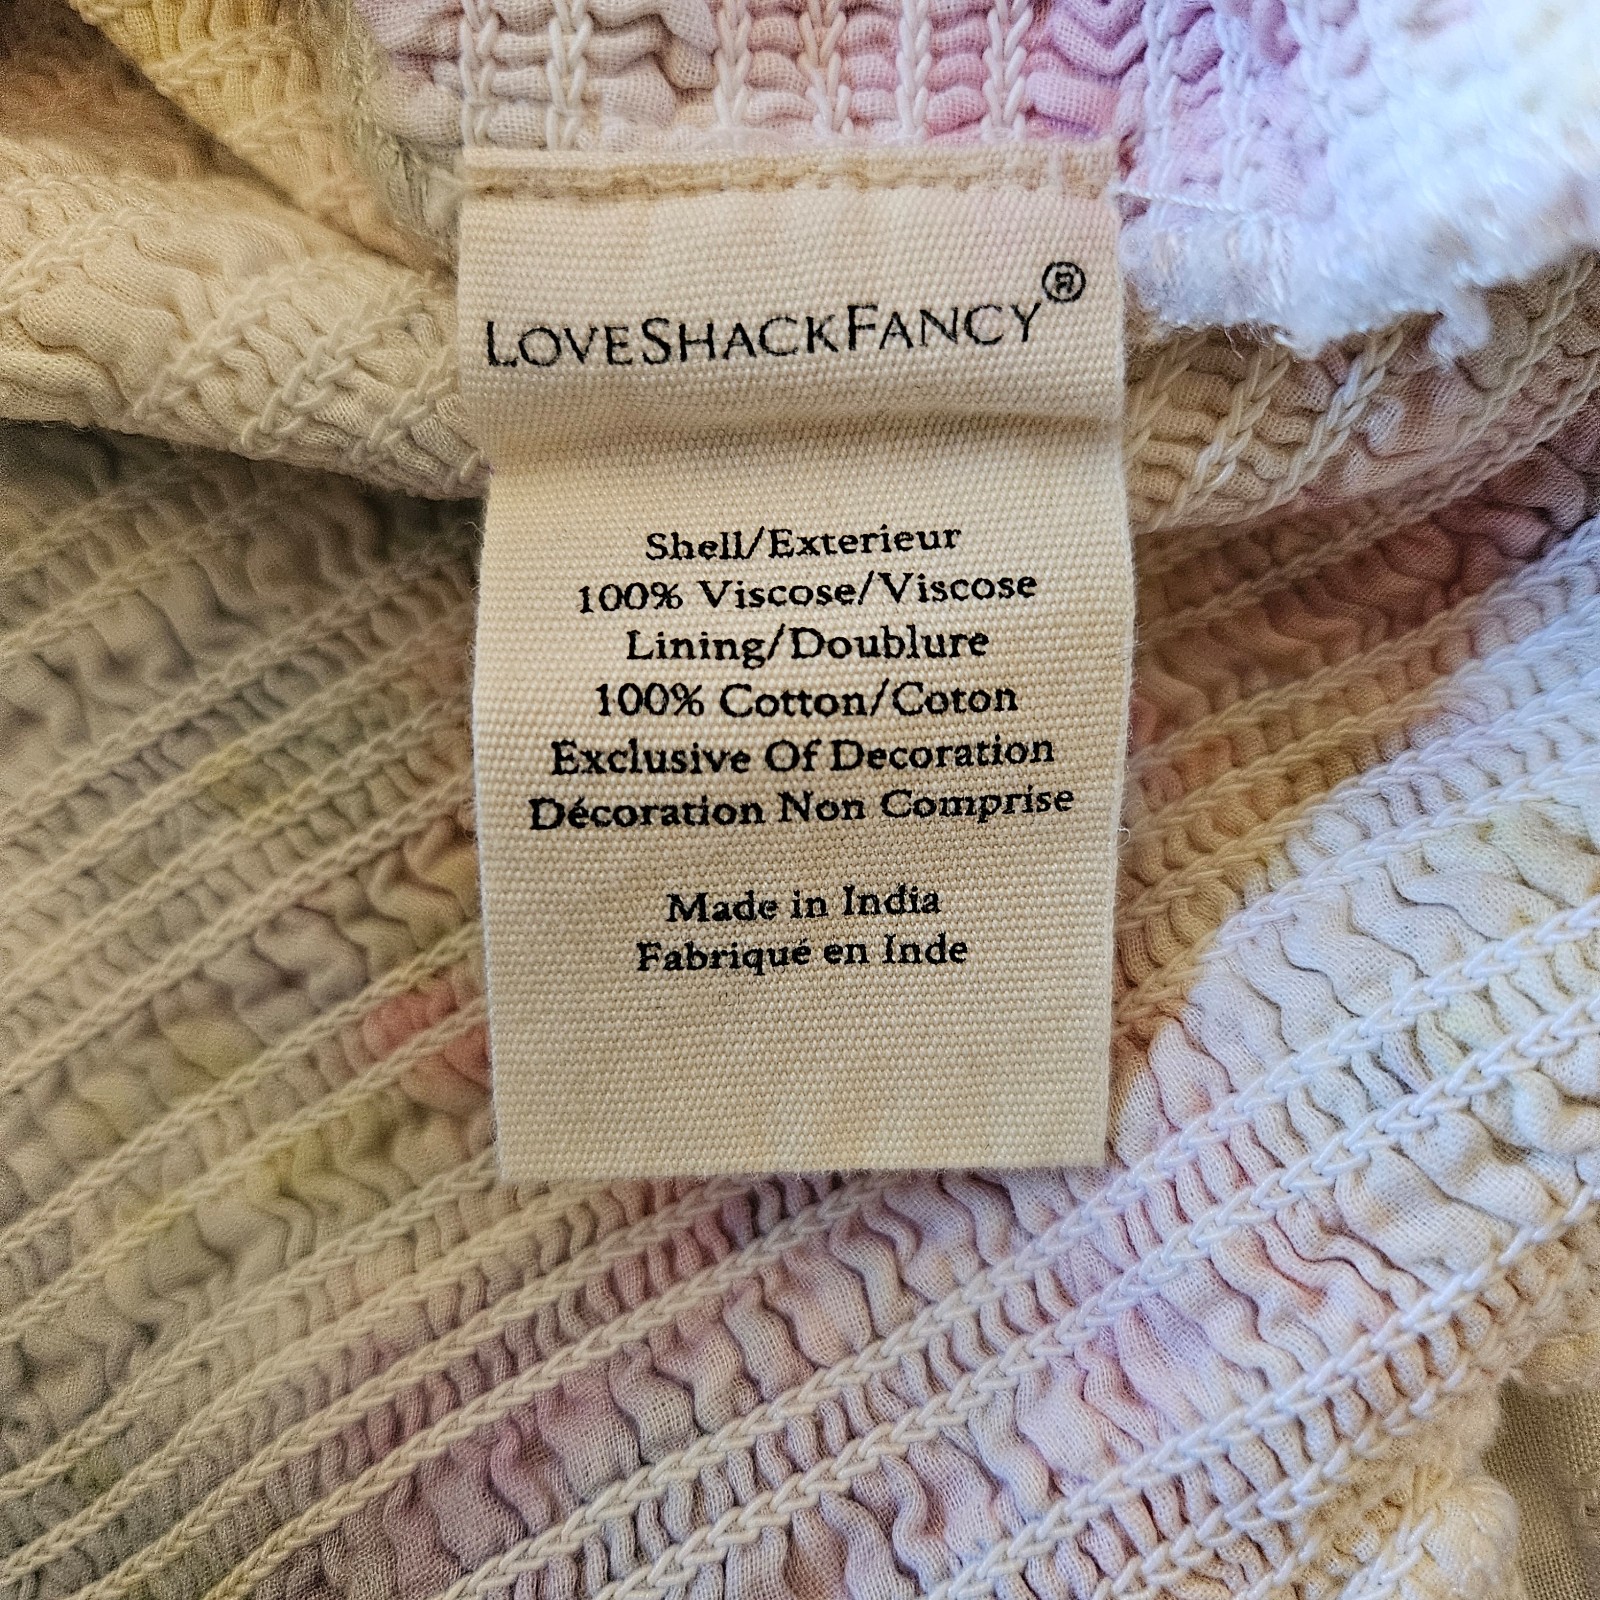 LOVESHACKFANCY®
Shell/Exterieur
100% Viscose/Viscose
Lining/Doublure
100% Cotton/Coton
Exclusive Of Decoration
Décoration Non Comprise
Made in India
Fabriqué en Inde